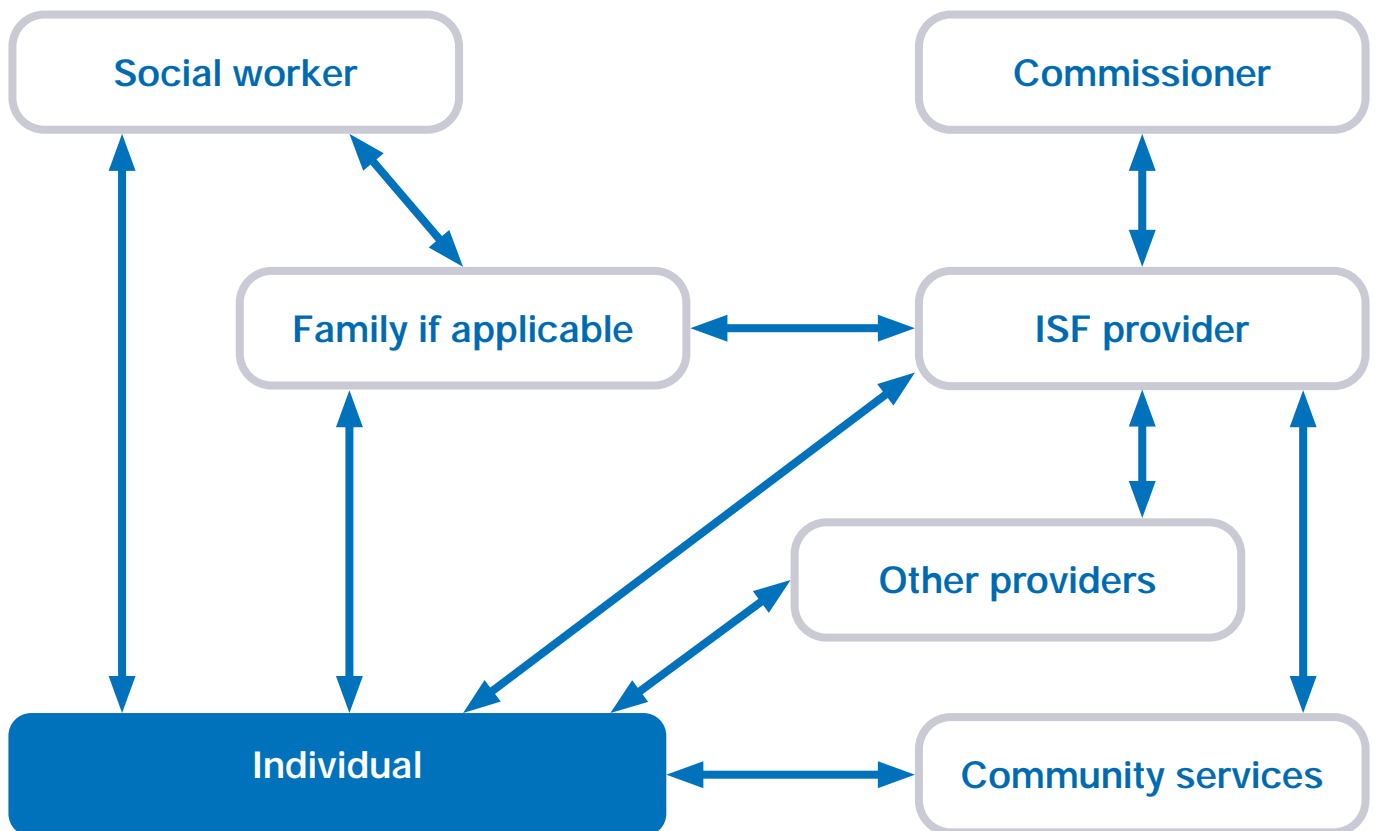 Social worker
Commissioner
Family if applicable
ISF provider
Other providers
Individual
Community services